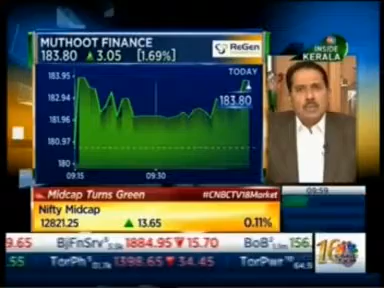 MUTHOOT FINANCE
183.80 ▲ 3.05 [1.69%]
ReGen
INSIDE
KERALA
TODAY
183.95
182.94
181.96
180.97
180
183.80
09:15
09:30
Midcap Turns Green
#CNBCTV18Market
09:59
Nifty Midcap
12821.25 ▲ 13.65 0.11%
9.65 BjFnSrv 1884.95 ▼ 15.70 BoB 156.
55 TorPh 1398.65 ▼ 34.45 TorPwr